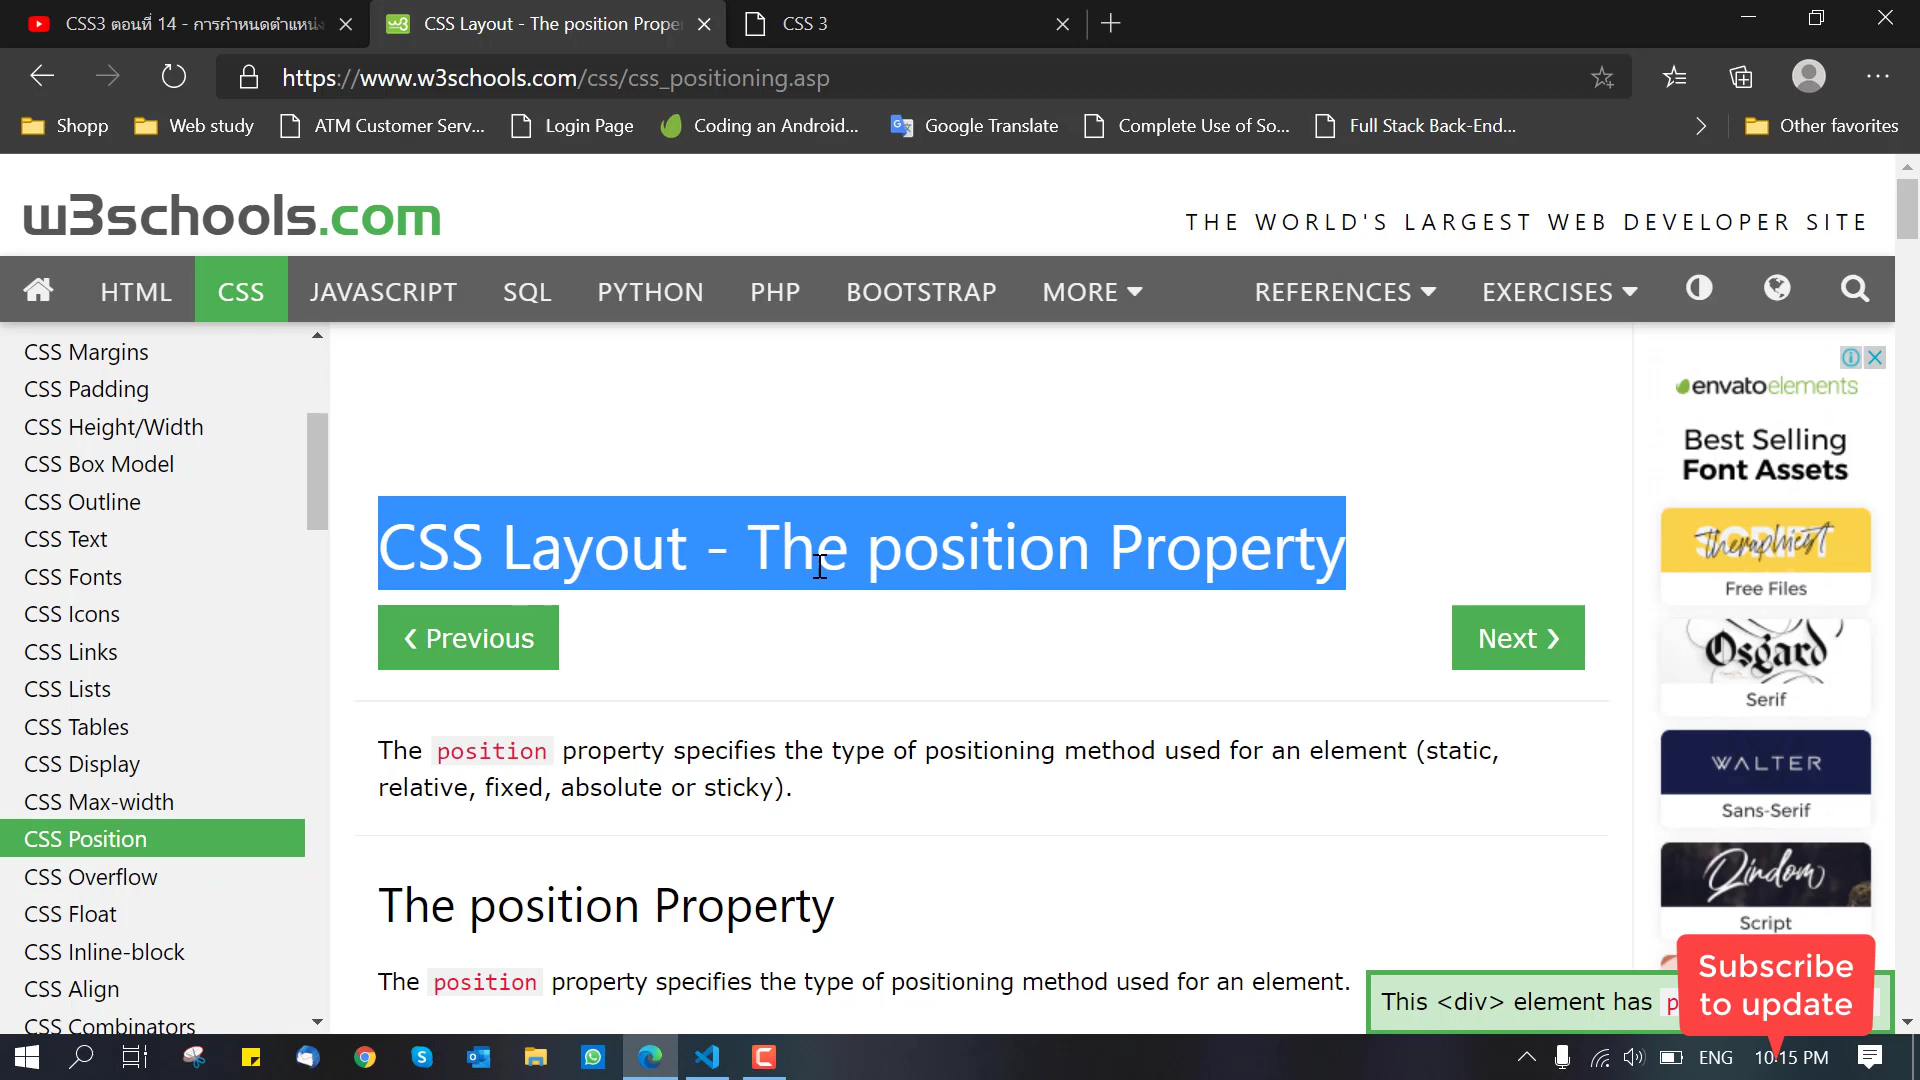 CSS3 ตอนที่ 14 - การกำหนดตำแหน่ง
CSS Layout - The position Prope
CSS 3
https://www.w3schools.com/css/css_positioning.asp
Shopp
Web study
ATM Customer Serv...
Login Page
Coding an Android...
Google Translate
Complete Use of So...
Full Stack Back-End...
Other favorites
w3schools.com
THE WORLD'S LARGEST WEB DEVELOPER SITE
HTML
CSS
JAVASCRIPT
SQL
PYTHON
PHP
BOOTSTRAP
MORE
REFERENCES
EXERCISES
CSS Margins
CSS Padding
CSS Height/Width
CSS Box Model
CSS Outline
CSS Text
CSS Fonts
CSS Icons
CSS Links
CSS Lists
CSS Tables
CSS Display
CSS Max-width
CSS Position
CSS Overflow
CSS Float
CSS Inline-block
CSS Align
CSS Combinators
CSS Layout - The position Property
❮ Previous
Next ❯
The position property specifies the type of positioning method used for an element (static,
relative, fixed, absolute or sticky).
The position Property
The position property specifies the type of positioning method used for an element.
This <div> element has p
envatoelements
Best Selling
Font Assets
Free Files
Osgard
Serif
WALTER
Sans-Serif
Script
Subscribe
to update
ENG
10:15 PM